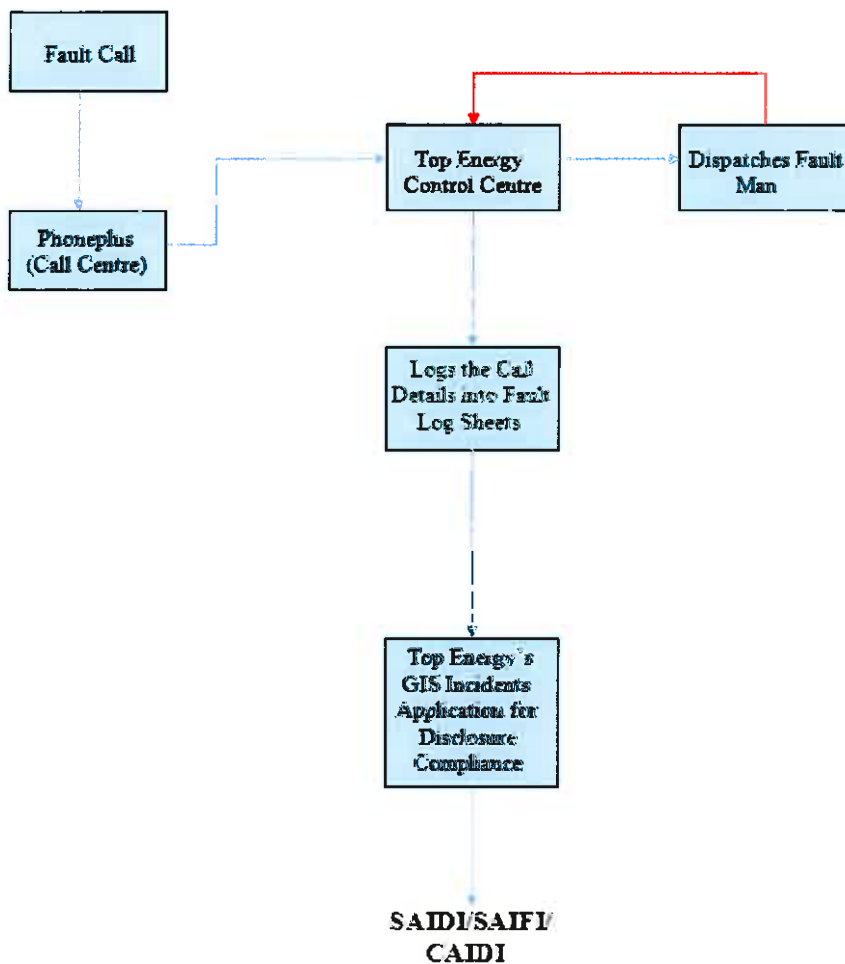 Fault Call
Phoneplus
(Call Centre)
Top Energy
Control Centre
Dispatches Fault
Man
Logs the Call
Details into Fault
Log Sheets
Top Energy's
GIS Incidents
Application for
Disclosure
Compliance
SAIDI/SAIFI/
CAIDI